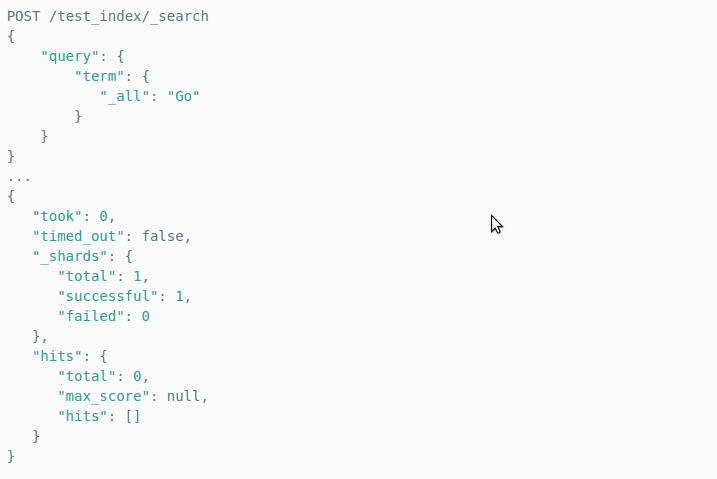 POST /test_index/_search
{
    "query": {
        "term": {
           "_all": "Go"
        }
    }
}
...
{
   "took": 0,
   "timed_out": false,
   "_shards": {
      "total": 1,
      "successful": 1,
      "failed": 0
   },
   "hits": {
      "total": 0,
      "max_score": null,
      "hits": []
   }
}